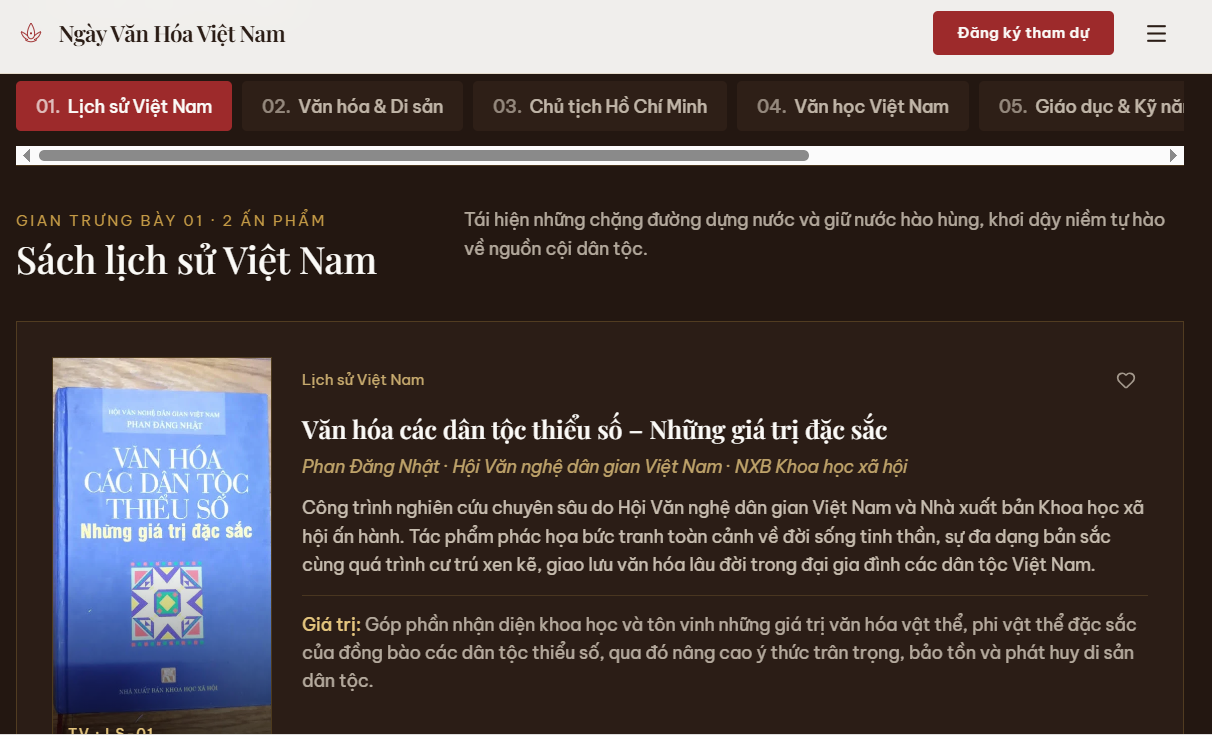 Ngày Văn Hóa Việt Nam
Đăng ký tham dự
01. Lịch sử Việt Nam
02. Văn hóa & Di sản
03. Chủ tịch Hồ Chí Minh
04. Văn học Việt Nam
05. Giáo dục & Kỹ
GIAN TRƯNG BÀY 01 · 2 ẤN PHẨM
Sách lịch sử Việt Nam
Tái hiện những chặng đường dựng nước và giữ nước hào hùng, khơi dậy niềm tự hào
về nguồn cội dân tộc.
HỘI VĂN NGHỆ DÂN GIAN VIỆT NAM
PHAN ĐĂNG NHẬT
VĂN HÓA
CÁC DÂN TỘC
THIỂU SỐ
Những giá trị đặc sắc
NHÀ XUẤT BẢN KHOA HỌC XÃ HỘI
TV · LS-01
Lịch sử Việt Nam
Văn hóa các dân tộc thiểu số – Những giá trị đặc sắc
Phan Đăng Nhật · Hội Văn nghệ dân gian Việt Nam · NXB Khoa học xã hội
Công trình nghiên cứu chuyên sâu do Hội Văn nghệ dân gian Việt Nam và Nhà xuất bản Khoa học xã
hội ấn hành. Tác phẩm phác họa bức tranh toàn cảnh về đời sống tinh thần, sự đa dạng bản sắc
cùng quá trình cư trú xen kẽ, giao lưu văn hóa lâu đời trong đại gia đình các dân tộc Việt Nam.
Giá trị: Góp phần nhận diện khoa học và tôn vinh những giá trị văn hóa vật thể, phi vật thể đặc sắc
của đồng bào các dân tộc thiểu số, qua đó nâng cao ý thức trân trọng, bảo tồn và phát huy di sản
dân tộc.